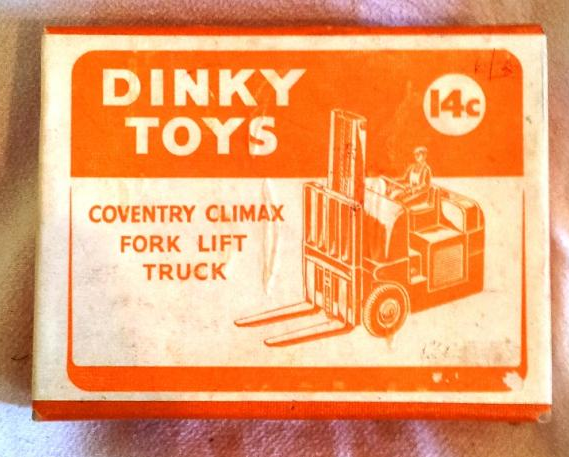 DINKY
TOYS
14c
COVENTRY CLIMAX
FORK LIFT
TRUCK